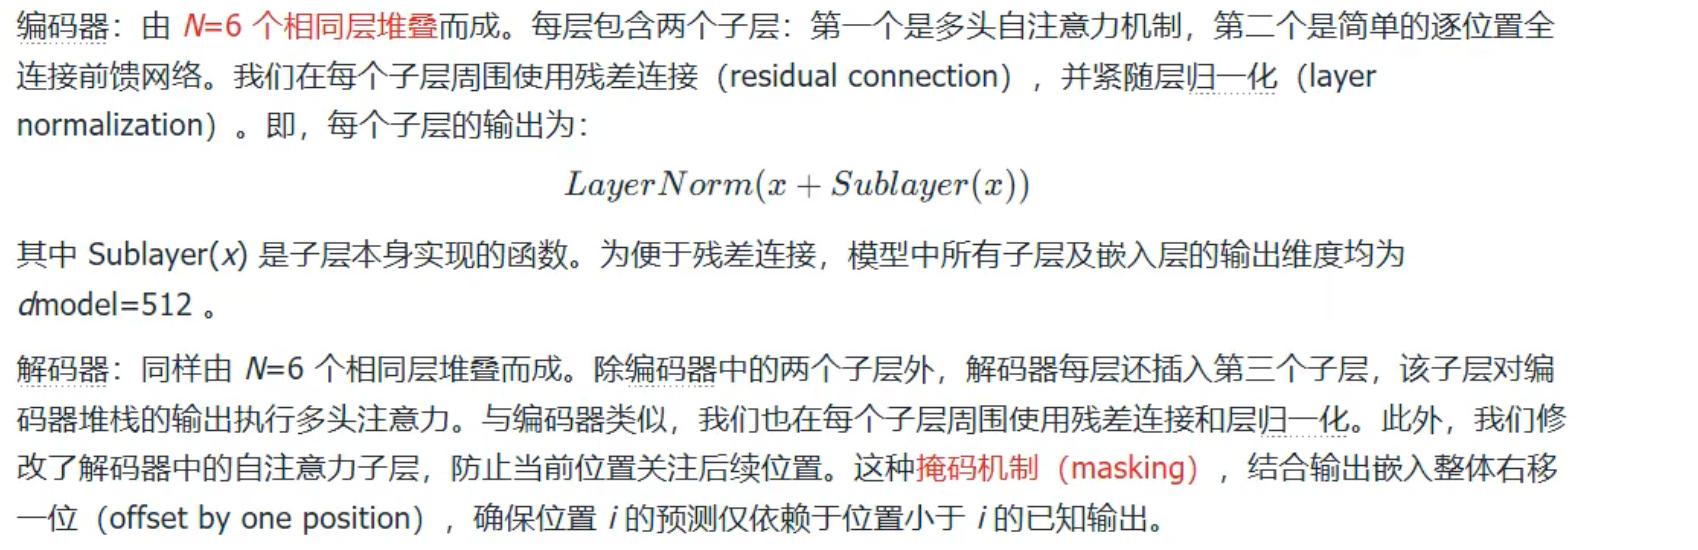 编码器：由 N=6 个相同层堆叠而成。每层包含两个子层：第一个是多头自注意力机制，第二个是简单的逐位置全
连接前馈网络。我们在每个子层周围使用残差连接（residual connection），并紧随层归一化（layer
normalization）。即，每个子层的输出为：
LayerNorm(x + Sublayer(x))
其中 Sublayer(x) 是子层本身实现的函数。为便于残差连接，模型中所有子层及嵌入层的输出维度均为
dmodel=512 。
解码器：同样由 N=6 个相同层堆叠而成。除编码器中的两个子层外，解码器每层还插入第三个子层，该子层对编
码器堆栈的输出执行多头注意力。与编码器类似，我们也在每个子层周围使用残差连接和层归一化。此外，我们修
改了解码器中的自注意力子层，防止当前位置关注后续位置。这种掩码机制（masking），结合输出嵌入整体右移
一位（offset by one position），确保位置 i 的预测仅依赖于位置小于 i 的已知输出。